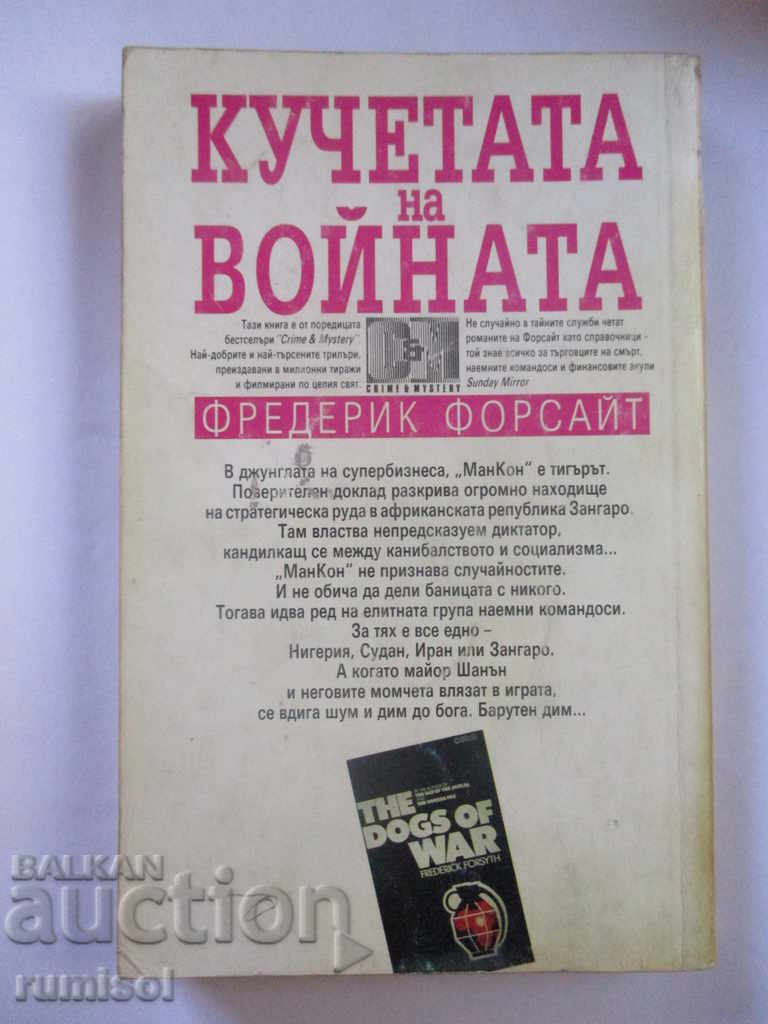 КУЧЕТАТА
на
ВОЙНАТА
Тази книга е от поредицата
бестселъри "Crime & Mystery".
Най-добрите и най-търсените трилъри,
преиздавани в милионни тиражи
и филмирани по целия свят.
C&M
CRIME & MYSTERY
Не случайно в тайните служби четат
романите на Форсайт като справочници -
той знае всичко за търговците на смърт,
наемните командоси и финансовите акули
Sunday Mirror
ФРЕДЕРИК ФОРСАЙТ
В джунглата на супербизнеса, „МанКон“ е тигърът.
Поверителен доклад разкрива огромно находище
на стратегическа руда в африканската република Зангаро.
Там властва непредсказуем диктатор,
кандилкащ се между канибалството и социализма...
„МанКон“ не признава случайностите.
И не обича да дели баницата с никого.
Тогава идва ред на елитната група наемни командоси.
За тях е все едно –
Нигерия, Судан, Иран или Зангаро.
А когато майор Шанън
и неговите момчета влязат в играта,
се вдига шум и дим до бога. Барутен дим...
THE
DOGS OF
WAR
FREDERICK FORSYTH
BALKAN
auction
rumisol